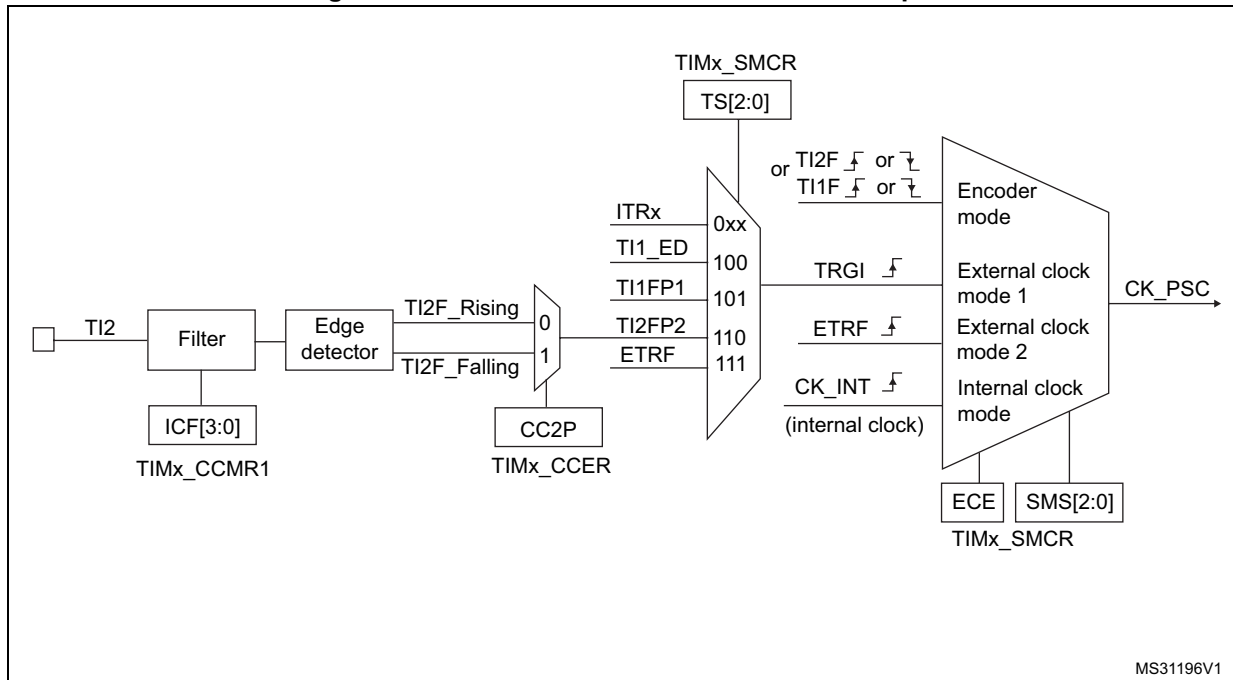 TIMx_SMCR
TS[2:0]
or TI2F or
TI1F or
Encoder
mode
ITRx
0xx
TI1_ED
100
TRGI
External clock
mode 1
CK_PSC
TI1FP1
101
TI2F_Rising
0
TI2
Filter
Edge
detector
TI2FP2
110
ETRF
External clock
mode 2
1
ETRF
111
TI2F_Falling
CK_INT
(internal clock)
Internal clock
mode
ICF[3:0]
TIMx_CCMR1
CC2P
TIMx_CCER
ECE
SMS[2:0]
TIMx_SMCR
MS31196V1